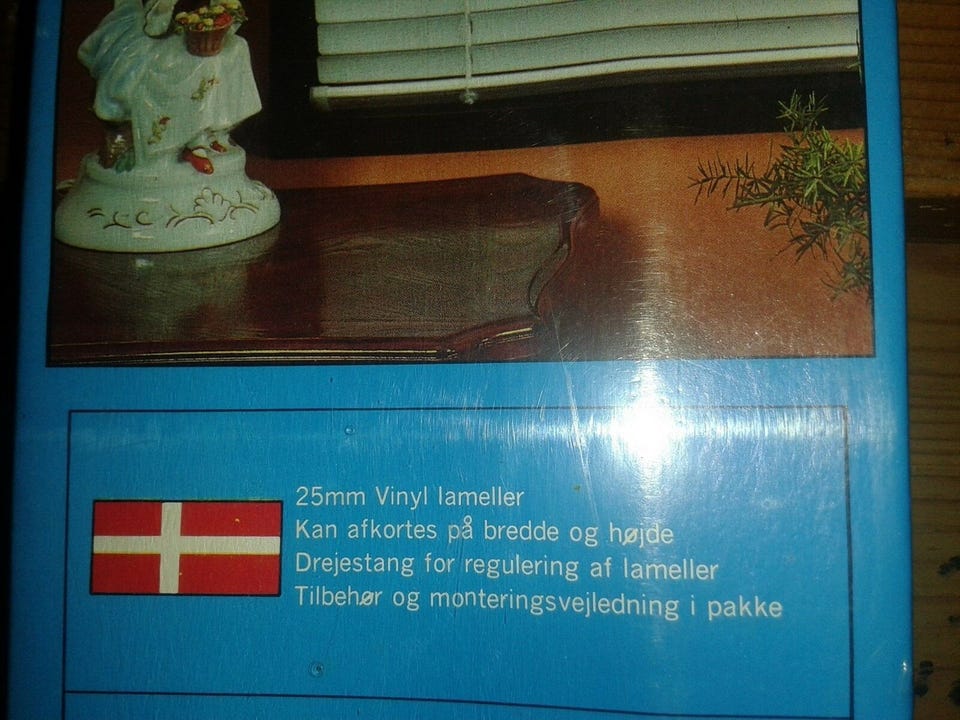 25mm Vinyl lameller
Kan afkortes på bredde og højde
Drejestang for regulering af lameller
Tilbehør og monteringsvejledning i pakke